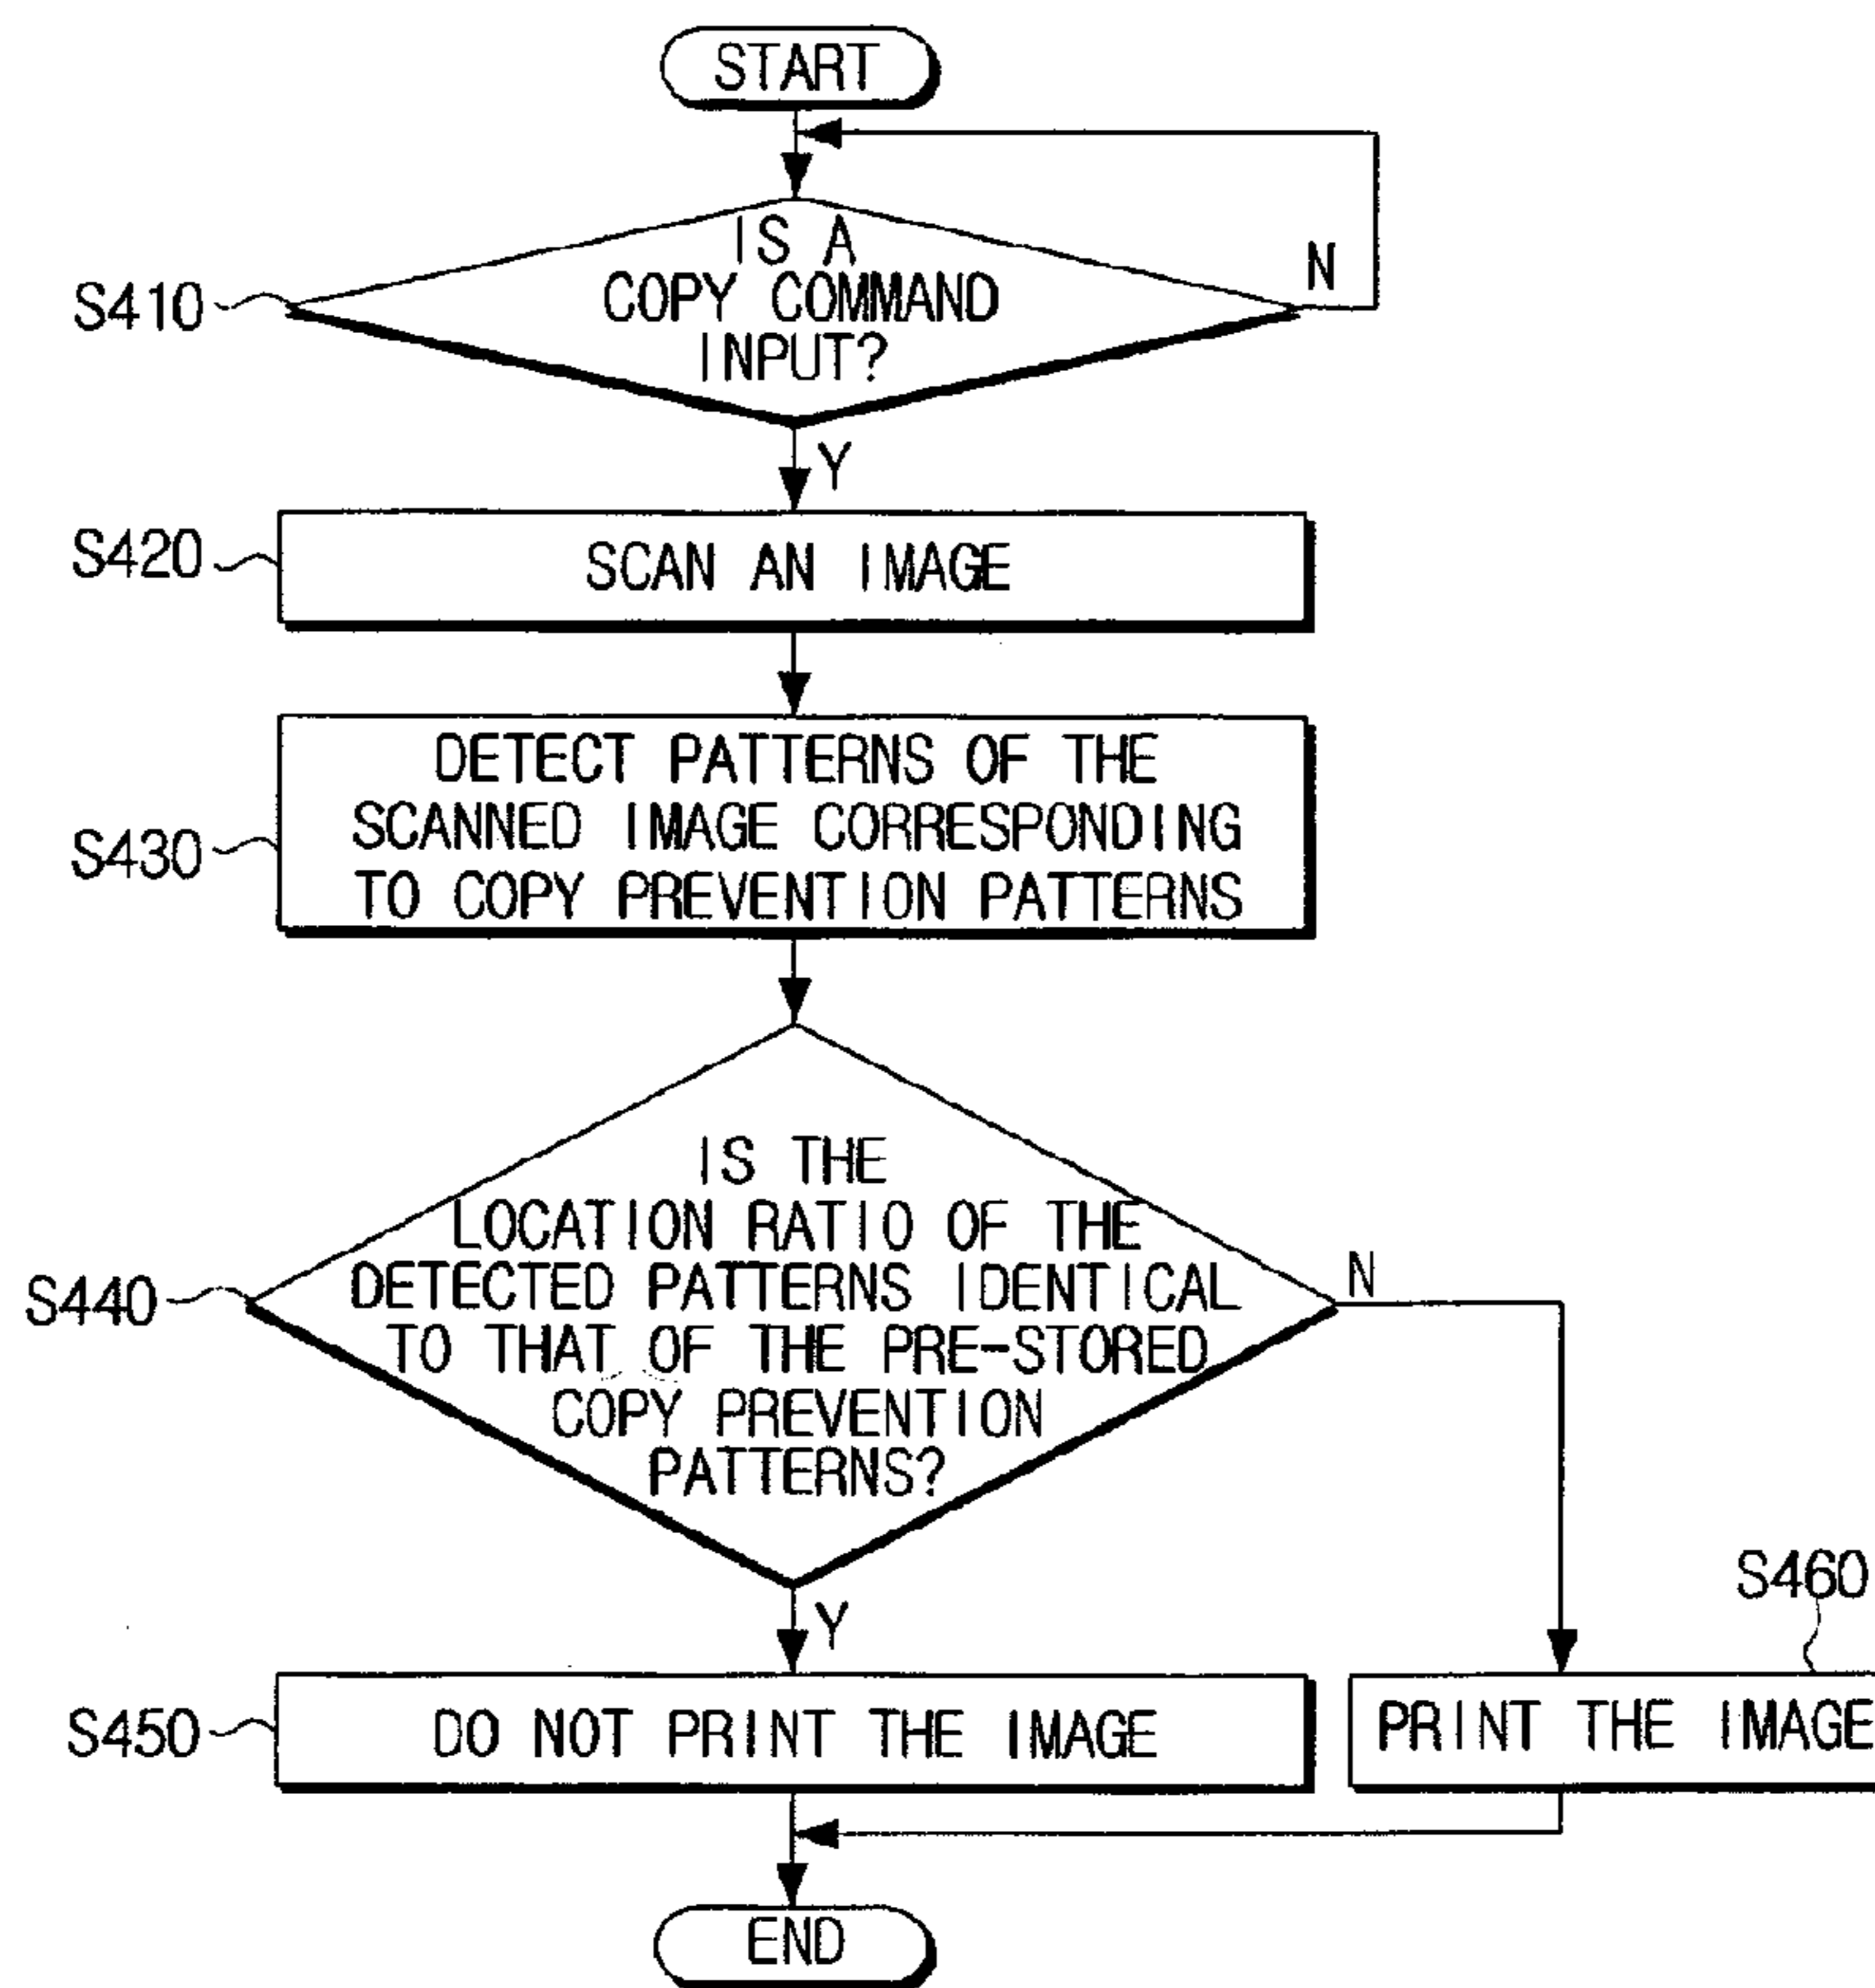 START
IS A
COPY COMMAND
INPUT?
N
S410
Y
SCAN AN IMAGE
S420
DETECT PATTERNS OF THE
SCANNED IMAGE CORRESPONDING
TO COPY PREVENTION PATTERNS
S430
IS THE
LOCATION RATIO OF THE
DETECTED PATTERNS IDENTICAL
TO THAT OF THE PRE-STORED
COPY PREVENTION
PATTERNS?
S440
N
Y
S460
S450
DO NOT PRINT THE IMAGE
PRINT THE IMAGE
END